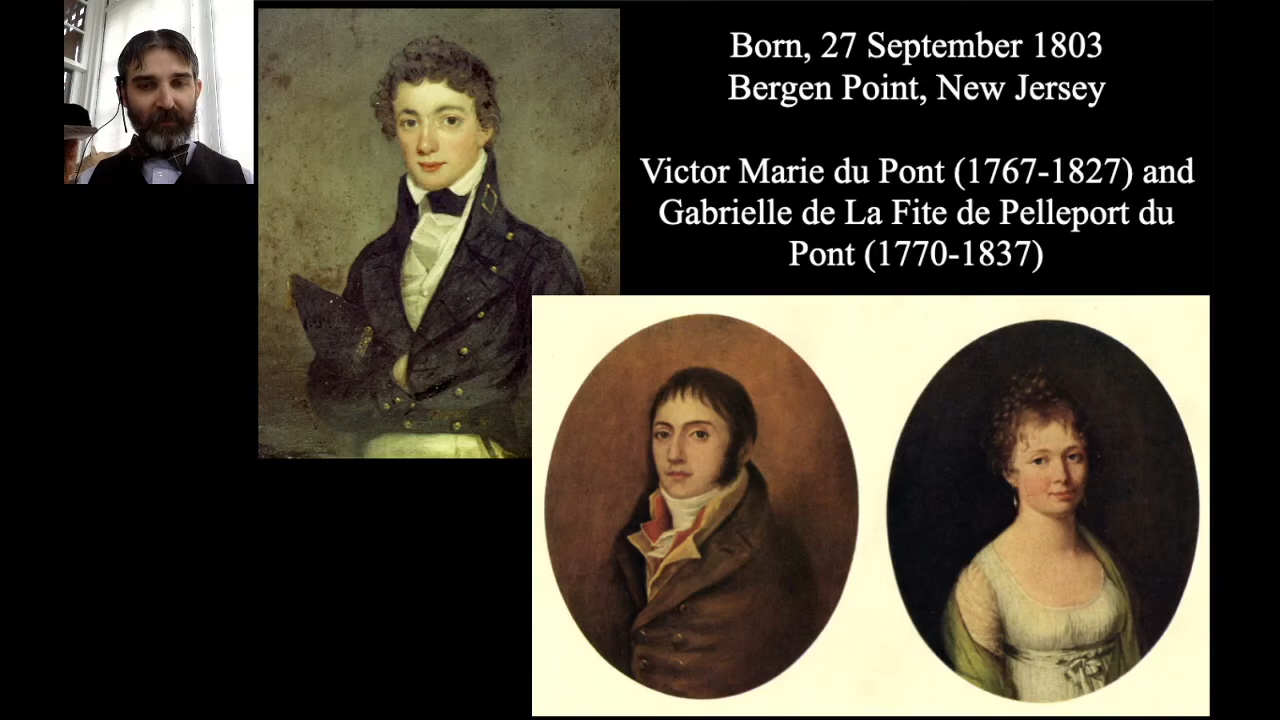 Born, 27 September 1803
Bergen Point, New Jersey
Victor Marie du Pont (1767-1827) and
Gabrielle de La Fite de Pelleport du
Pont (1770-1837)